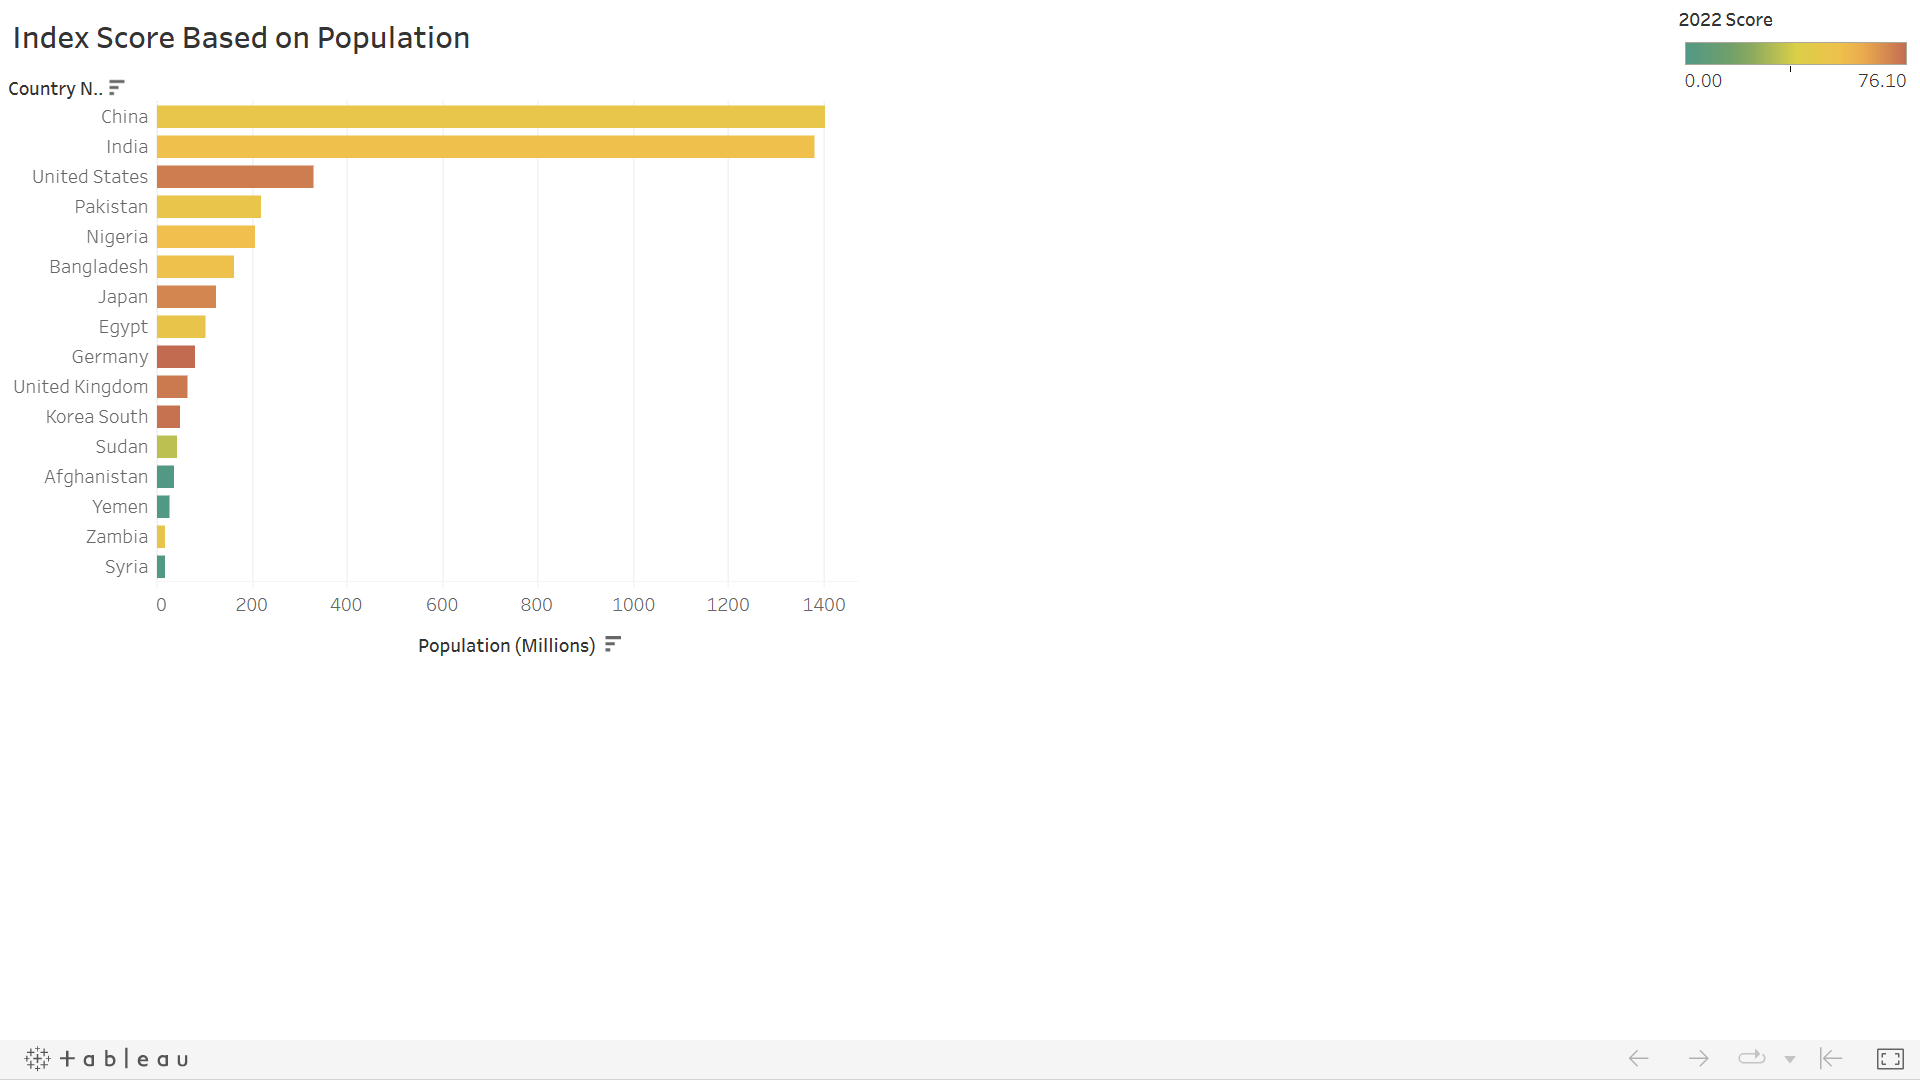 Index Score Based on Population
2022 Score
0.00 76.10
Country N..
China
India
United States
Pakistan
Nigeria
Bangladesh
Japan
Egypt
Germany
United Kingdom
Korea South
Sudan
Afghanistan
Yemen
Zambia
Syria
0 200 400 600 800 1000 1200 1400
Population (Millions)
+ a b | e a u